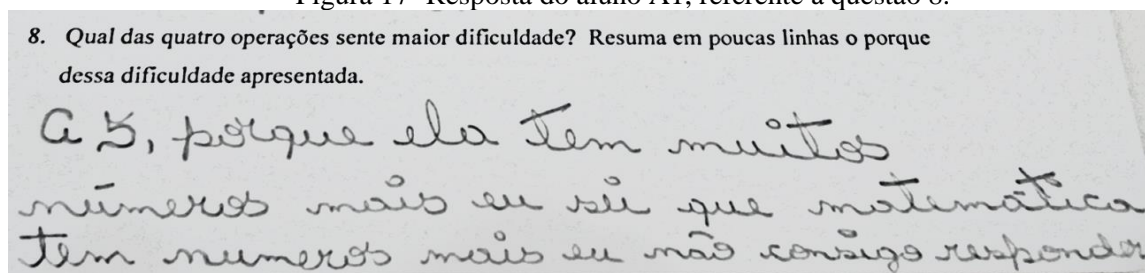 Figura 17- Resposta do aluno A1, referente à questão 8.
8. Qual das quatro operações sente maior dificuldade? Resuma em poucas linhas o porque
dessa dificuldade apresentada.
a 5, porque ela tem muitos
números mais eu sei que matemática
tem numeros mais eu não consigo responder